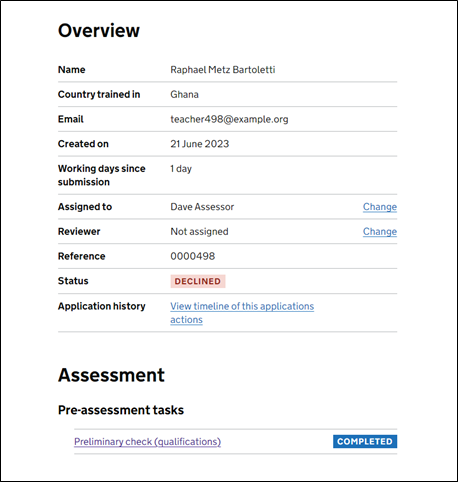 Overview
Name Raphael Metz Bartoletti
Country trained in Ghana
Email teacher498@example.org
Created on 21 June 2023
Working days since 1 day
submission
Assigned to Dave Assessor Change
Reviewer Not assigned Change
Reference 0000498
Status DECLINED
Application history View timeline of this applications
actions
Assessment
Pre-assessment tasks
Preliminary check (qualifications) COMPLETED